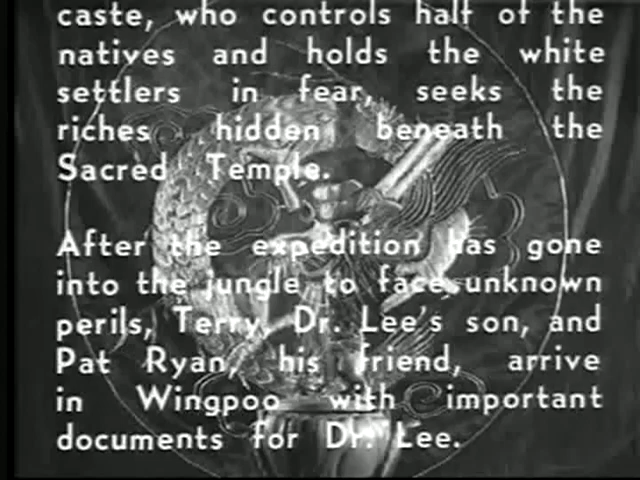 caste, who controls half of the
natives and holds the white
settlers in fear, seeks the
riches hidden beneath the
Sacred Temple.
After the expedition has gone
into the jungle to face unknown
perils, Terry, Dr. Lee's son, and
Pat Ryan, his friend, arrive
in Wingpoo with important
documents for Dr. Lee.